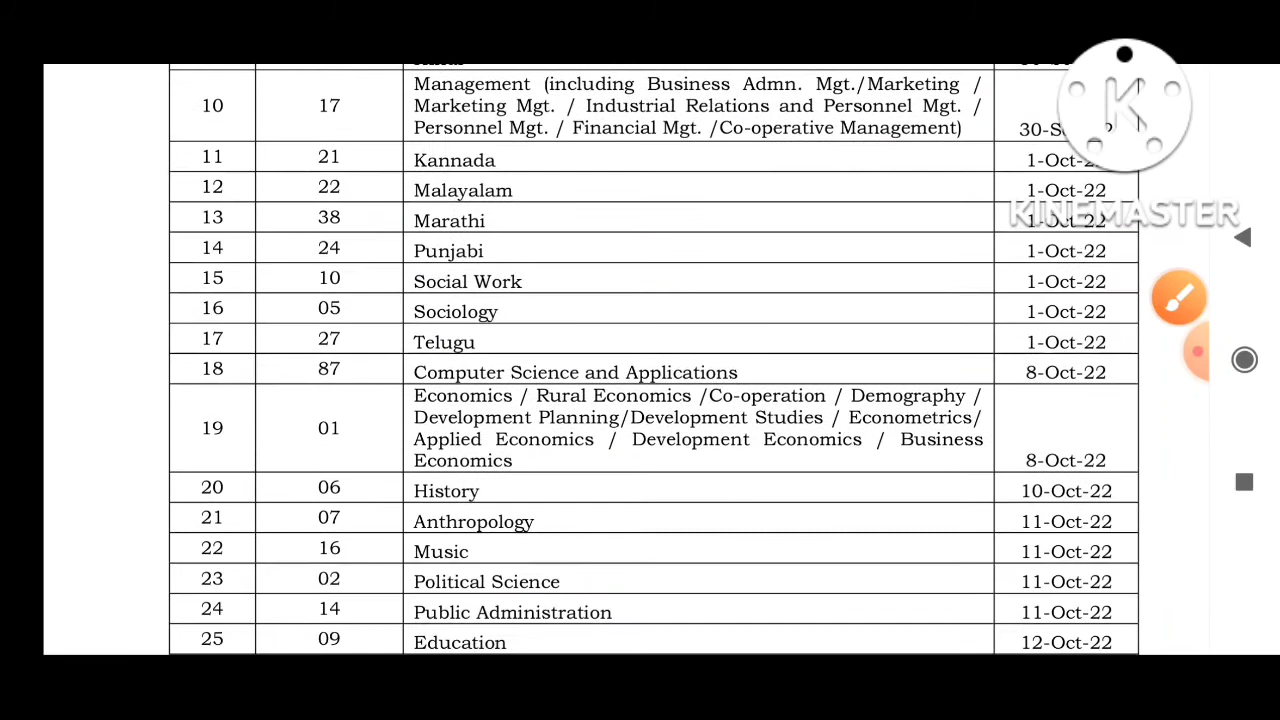 10 17 Management (including Business Admn. Mgt./Marketing /
Marketing Mgt. / Industrial Relations and Personnel Mgt. /
Personnel Mgt. / Financial Mgt. /Co-operative Management)
11 21 Kannada
12 22 Malayalam 1-Oct-22
13 38 Marathi 1-Oct-22
KINEMASTER
14 24 Punjabi 1-Oct-22
15 10 Social Work 1-Oct-22
16 05 Sociology 1-Oct-22
17 27 Telugu 1-Oct-22
18 87 Computer Science and Applications 8-Oct-22
19 01 Economics / Rural Economics /Co-operation / Demography /
Development Planning/Development Studies / Econometrics/
Applied Economics / Development Economics / Business
Economics 8-Oct-22
20 06 History 10-Oct-22
21 07 Anthropology 11-Oct-22
22 16 Music 11-Oct-22
23 02 Political Science 11-Oct-22
24 14 Public Administration 11-Oct-22
25 09 Education 12-Oct-22